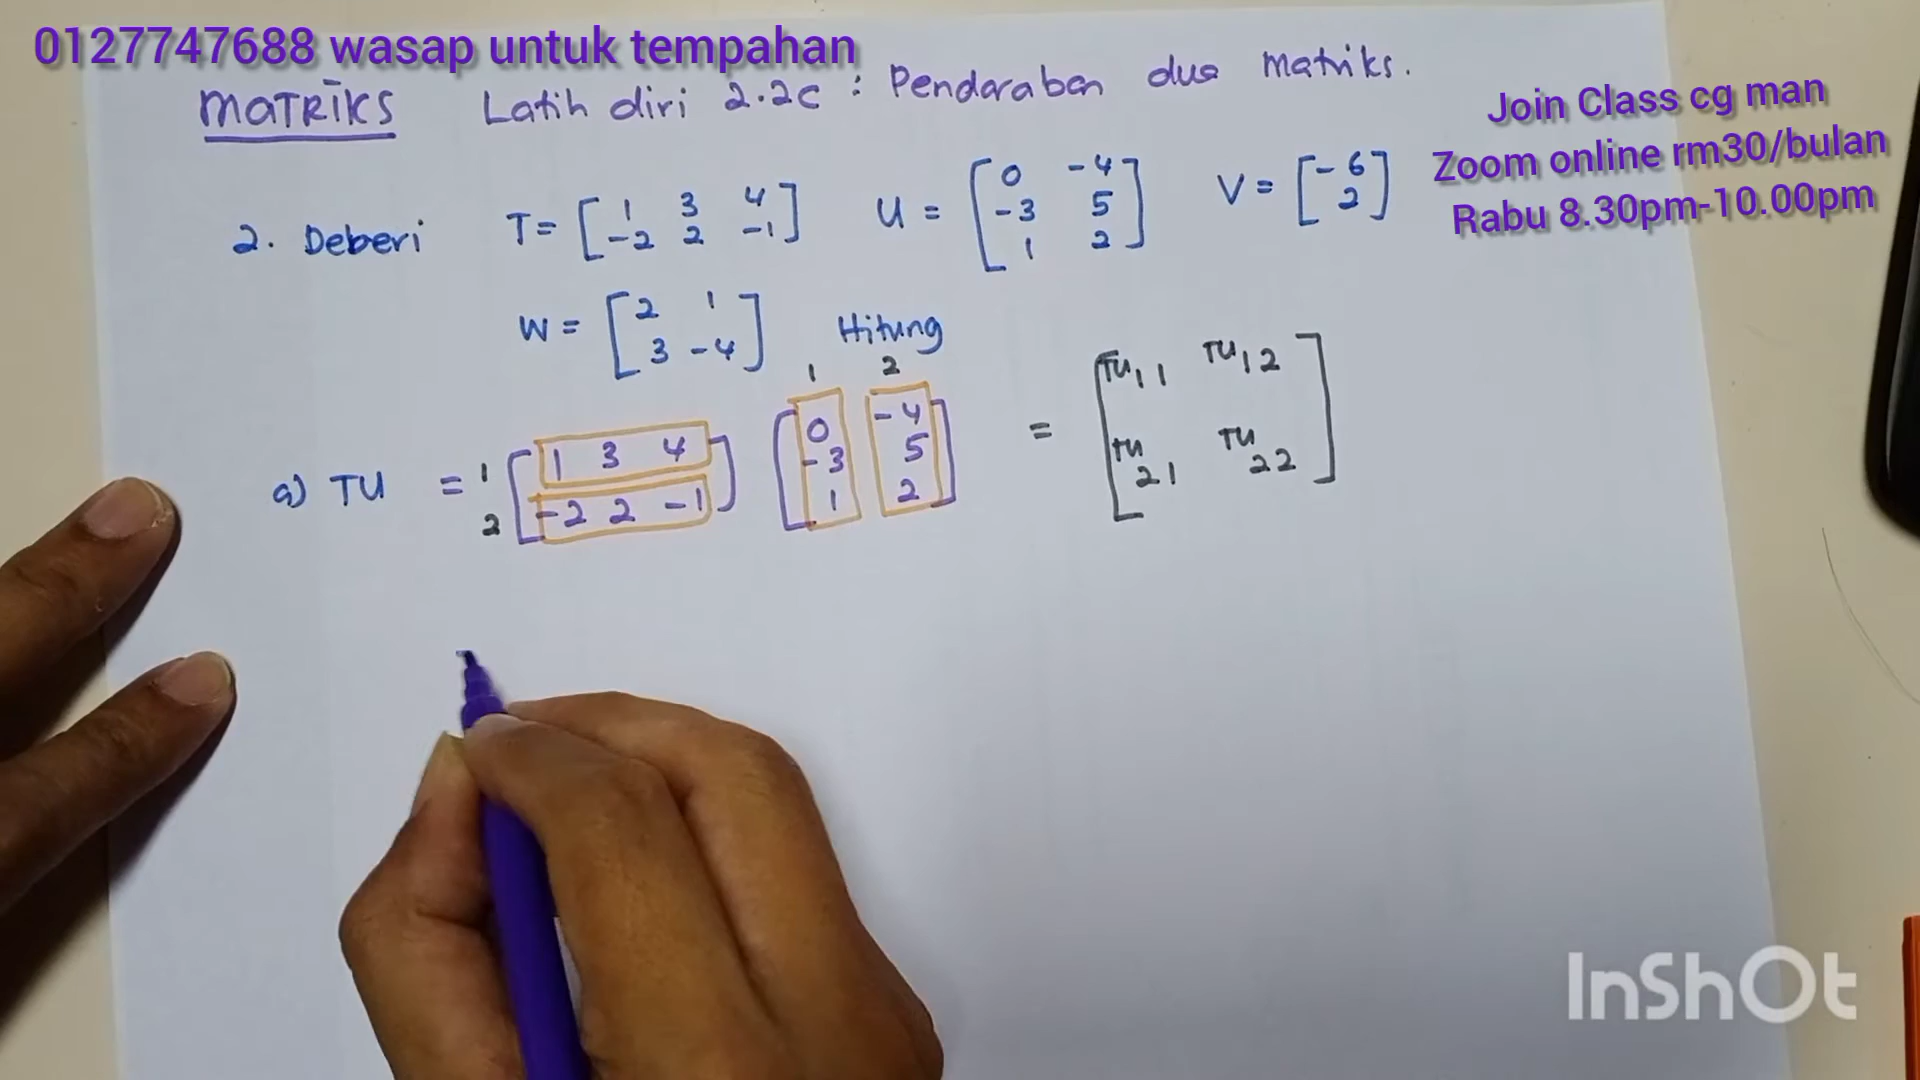 0127747688 wasap untuk tempahan
MATRIKS Latih diri 2.2c : Pendaraban dua matriks.
Join Class cg man
Zoom online rm30/bulan
Rabu 8.30pm-10.00pm
2. Deberi T = [ 1 3 4 U = [ 0 -4 V = [ -6
-2 2 -1 ] -3 5 2 ]
1 2 ]
W = [ 2 1 Hitung
3 -4 ]
1 2
a) TU = 1 [ 1 3 4 [ 0 -4 = [ TU11 TU12
2 -2 2 -1 ] -3 5 TU21 TU22 ]
1 2 ]
InShOt